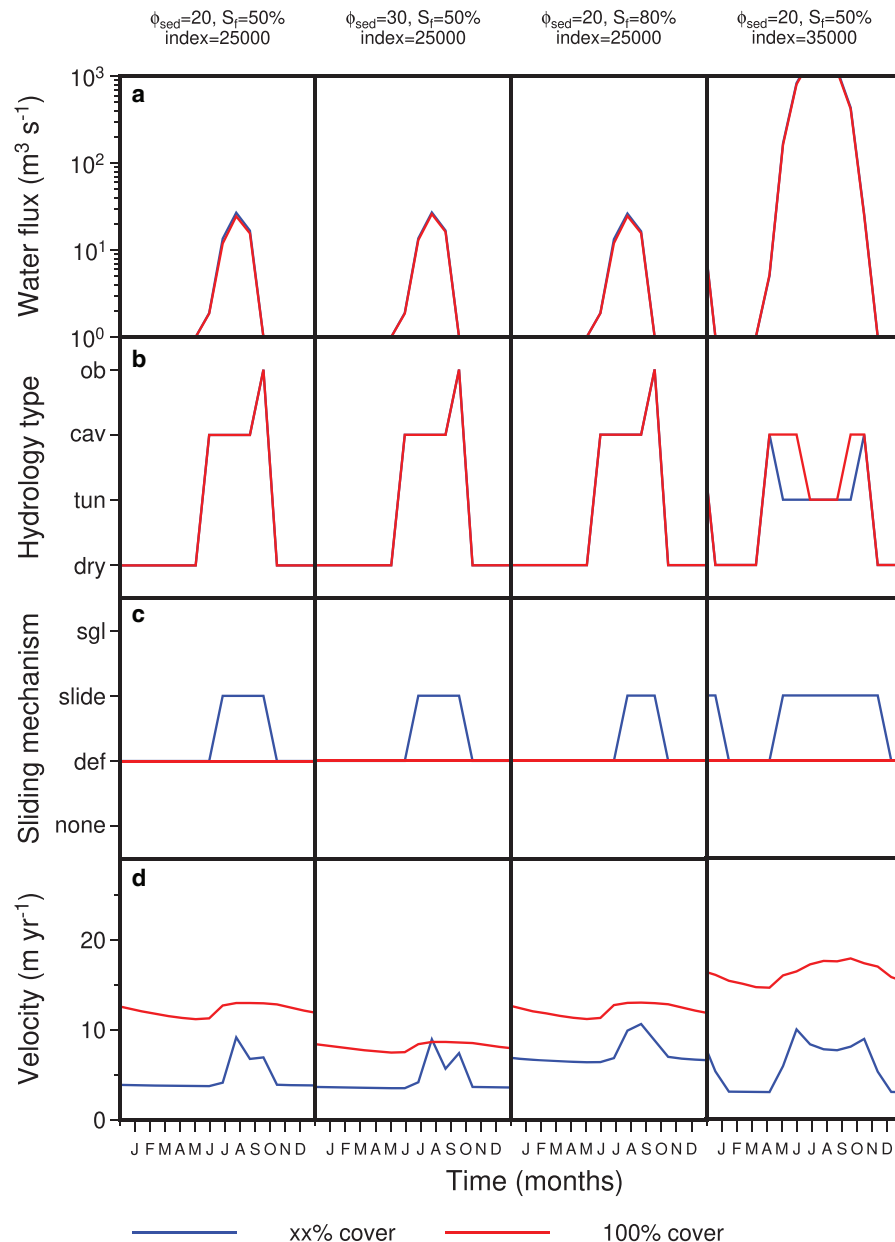 ϕsed=20, Sf=50%
index=25000
ϕsed=30, Sf=50%
index=25000
ϕsed=20, Sf=80%
index=25000
ϕsed=20, Sf=50%
index=35000
Water flux (m³ s⁻¹)
10³
10²
10¹
10⁰
a
Hydrology type
ob
cav
tun
dry
b
Sliding mechanism
sgl
slide
def
none
c
Velocity (m yr⁻¹)
20
10
0
d
J F M A M J J A S O N D
J F M A M J J A S O N D
J F M A M J J A S O N D
J F M A M J J A S O N D
Time (months)
xx% cover
100% cover